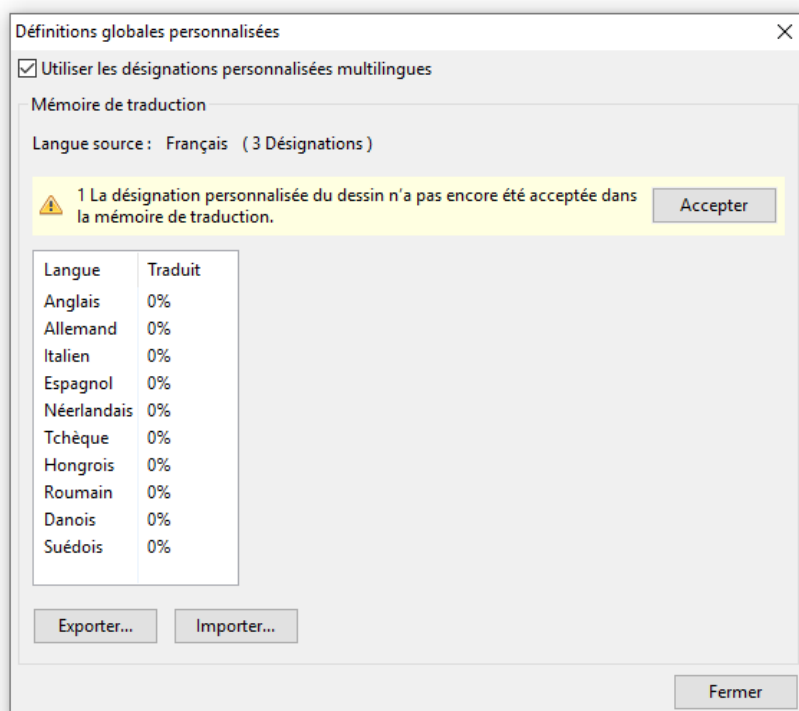 Définitions globales personnalisées
Utiliser les désignations personnalisées multilingues
Mémoire de traduction
Langue source : Français ( 3 Désignations )
1 La désignation personnalisée du dessin n'a pas encore été acceptée dans
la mémoire de traduction.
Accepter
Langue Traduit
Anglais 0%
Allemand 0%
Italien 0%
Espagnol 0%
Néerlandais 0%
Tchèque 0%
Hongrois 0%
Roumain 0%
Danois 0%
Suédois 0%
Exporter... Importer...
Fermer